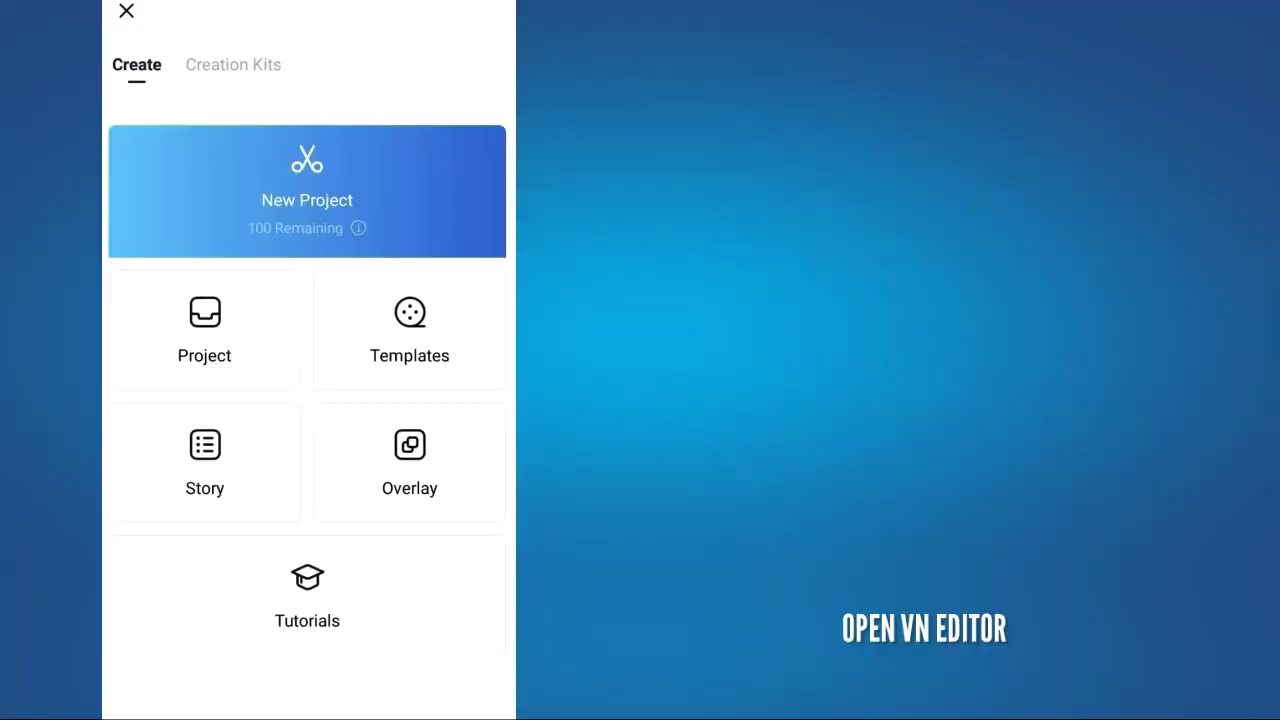 Create Creation Kits
New Project
100 Remaining
Project Templates
Story Overlay
Tutorials
OPEN VN EDITOR